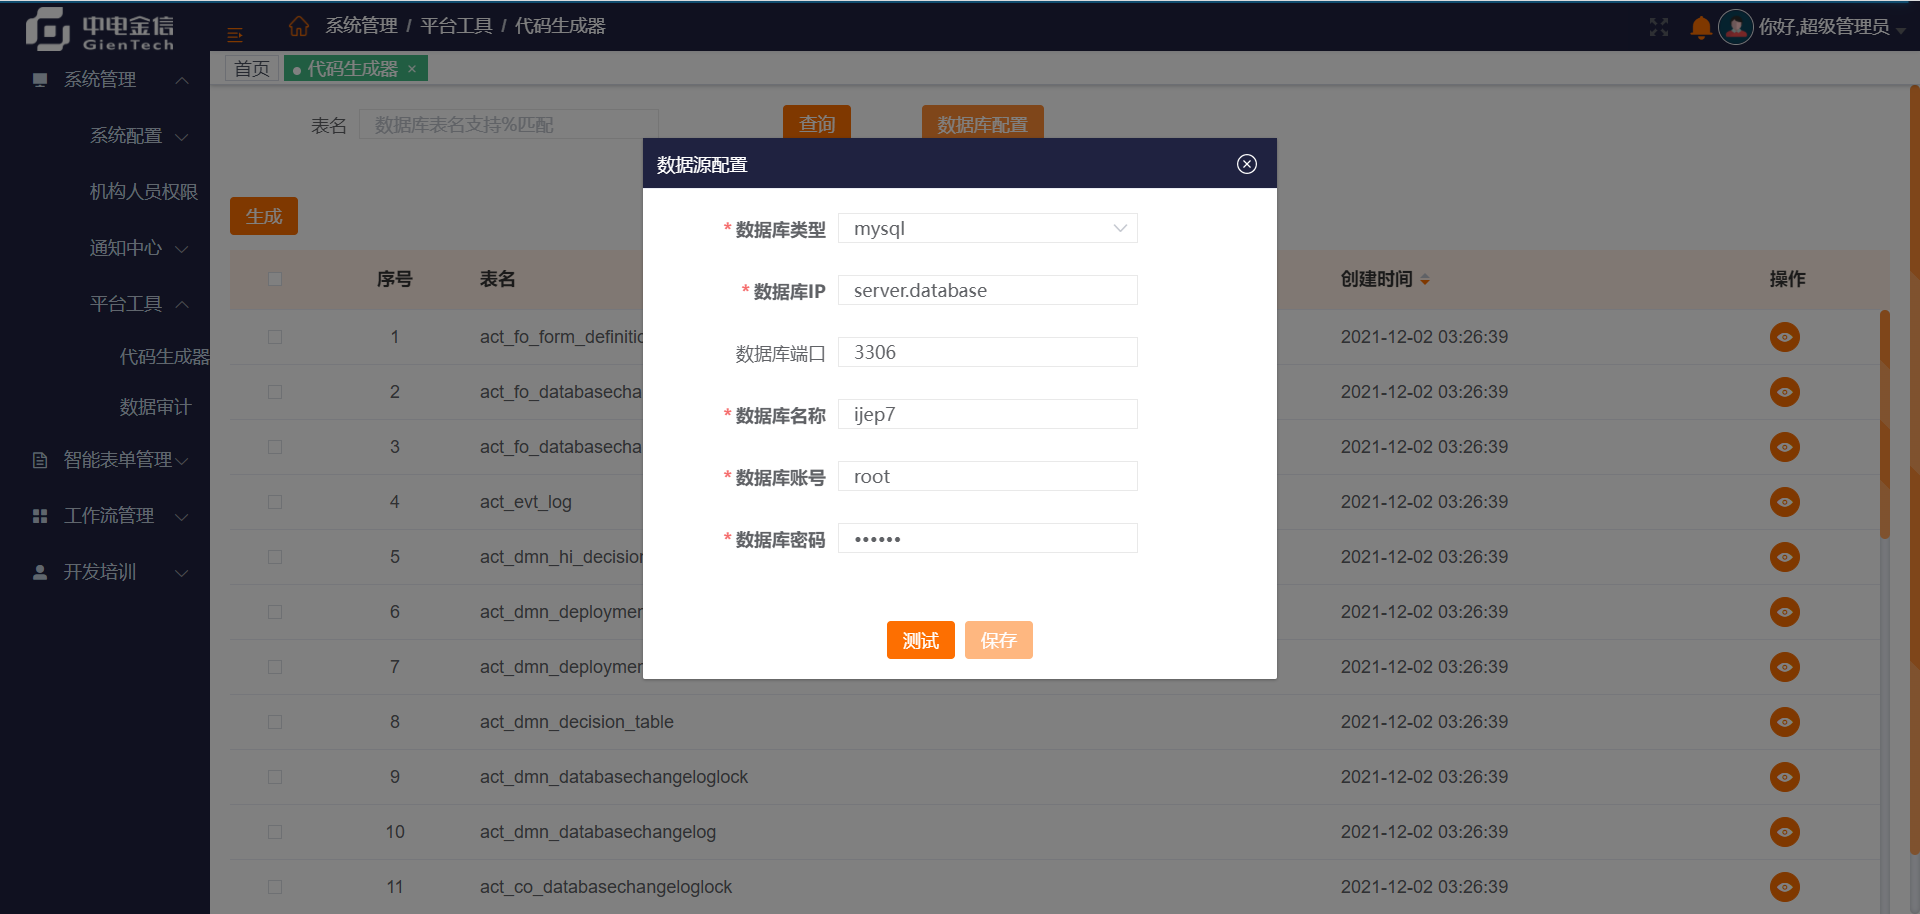 中电金信
GienTech
系统管理 / 平台工具 / 代码生成器
你好,超级管理员
系统管理
系统配置
机构人员权限
通知中心
平台工具
代码生成器
数据审计
智能表单管理
工作流管理
开发培训
首页
代码生成器 ×
表名 数据库表名支持%匹配 查询 数据库配置
生成
序号 表名 创建时间 操作
1 act_fo_form_definitio 2021-12-02 03:26:39
2 act_fo_databasecha 2021-12-02 03:26:39
3 act_fo_databasecha 2021-12-02 03:26:39
4 act_evt_log 2021-12-02 03:26:39
5 act_dmn_hi_decision 2021-12-02 03:26:39
6 act_dmn_deploymen 2021-12-02 03:26:39
7 act_dmn_deploymen 2021-12-02 03:26:39
8 act_dmn_decision_table 2021-12-02 03:26:39
9 act_dmn_databasechangeloglock 2021-12-02 03:26:39
10 act_dmn_databasechangelog 2021-12-02 03:26:39
11 act_co_databasechangeloglock 2021-12-02 03:26:39
数据源配置
* 数据库类型 mysql
* 数据库IP server.database
数据库端口 3306
* 数据库名称 ijep7
* 数据库账号 root
* 数据库密码 ••••••
测试 保存